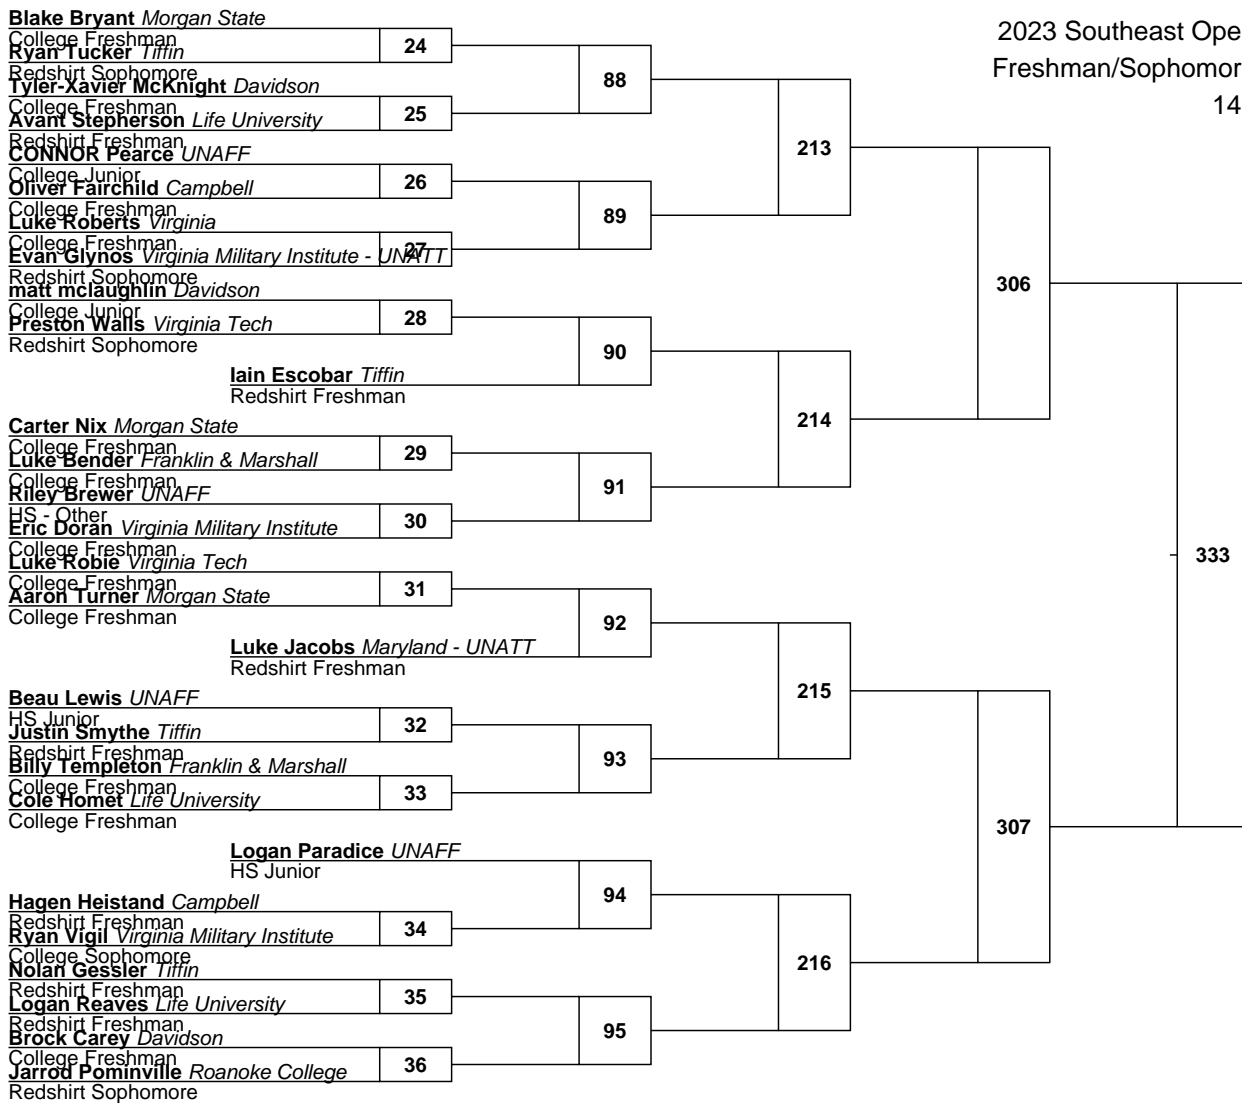 2023 Southeast Ope
Freshman/Sophomor
14
Blake Bryant Morgan State
College Freshman
24
Ryan Tucker Tiffin
Redshirt Sophomore
88
Tyler-Xavier McKnight Davidson
College Freshman
25
Avant Stepherson Life University
Redshirt Freshman
213
CONNOR Pearce UNAFF
College Junior
26
Oliver Fairchild Campbell
College Freshman
89
Luke Roberts Virginia
College Freshman
27
Evan Glynos Virginia Military Institute - UNATT
Redshirt Sophomore
306
matt mclaughlin Davidson
College Junior
28
Preston Walls Virginia Tech
Redshirt Sophomore
90
Iain Escobar Tiffin
Redshirt Freshman
214
Carter Nix Morgan State
College Freshman
29
Luke Bender Franklin & Marshall
College Freshman
91
Riley Brewer UNAFF
HS - Other
30
Eric Doran Virginia Military Institute
College Freshman
333
Luke Robie Virginia Tech
College Freshman
31
Aaron Turner Morgan State
College Freshman
92
Luke Jacobs Maryland - UNATT
Redshirt Freshman
215
Beau Lewis UNAFF
HS Junior
32
Justin Smythe Tiffin
Redshirt Freshman
93
Billy Templeton Franklin & Marshall
College Freshman
33
Cole Homet Life University
College Freshman
307
Logan Paradice UNAFF
HS Junior
94
Hagen Heistand Campbell
Redshirt Freshman
34
Ryan Vigil Virginia Military Institute
College Sophomore
216
Nolan Gessler Tiffin
Redshirt Freshman
35
Logan Reaves Life University
Redshirt Freshman
95
Brock Carey Davidson
College Freshman
36
Jarrod Pominville Roanoke College
Redshirt Sophomore